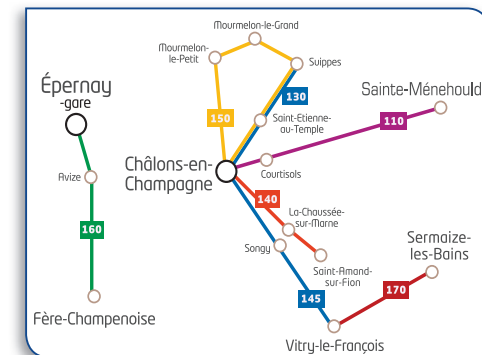 Mourmelon-le-Grand
Mourmelon-
le-Petit
Suippes
Épernay
-gare
130
Sainte-Ménehould
150
Saint-Etienne-
au-Temple
110
Châlons-en-
Champagne
Courtisols
Avize
140
La-Chaussée-
sur-Marne
160
Songy
Sermaize-
les-Bains
Saint-Amand-
sur-Fion
145
170
Fère-Champenoise
Vitry-le-François